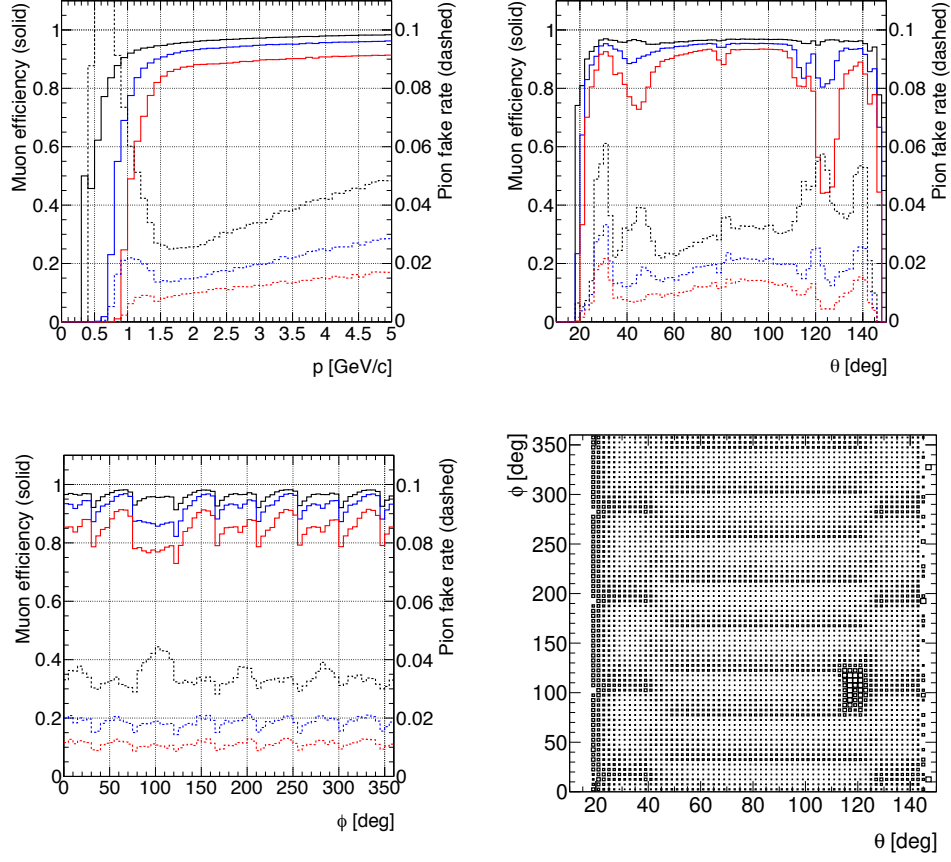 Muon efficiency (solid)
1
0.8
0.6
0.4
0.2
0
0 0.5 1 1.5 2 2.5 3 3.5 4 4.5 5
p [GeV/c]
0.1
0.08
0.06
0.04
0.02
0
Pion fake rate (dashed)
Muon efficiency (solid)
1
0.8
0.6
0.4
0.2
0
20 40 60 80 100 120 140
θ [deg]
0.1
0.08
0.06
0.04
0.02
0
Pion fake rate (dashed)
Muon efficiency (solid)
1
0.8
0.6
0.4
0.2
0
0 50 100 150 200 250 300 350
ϕ [deg]
0.1
0.08
0.06
0.04
0.02
0
Pion fake rate (dashed)
ϕ [deg]
350
300
250
200
150
100
50
0
20 40 60 80 100 120 140
θ [deg]